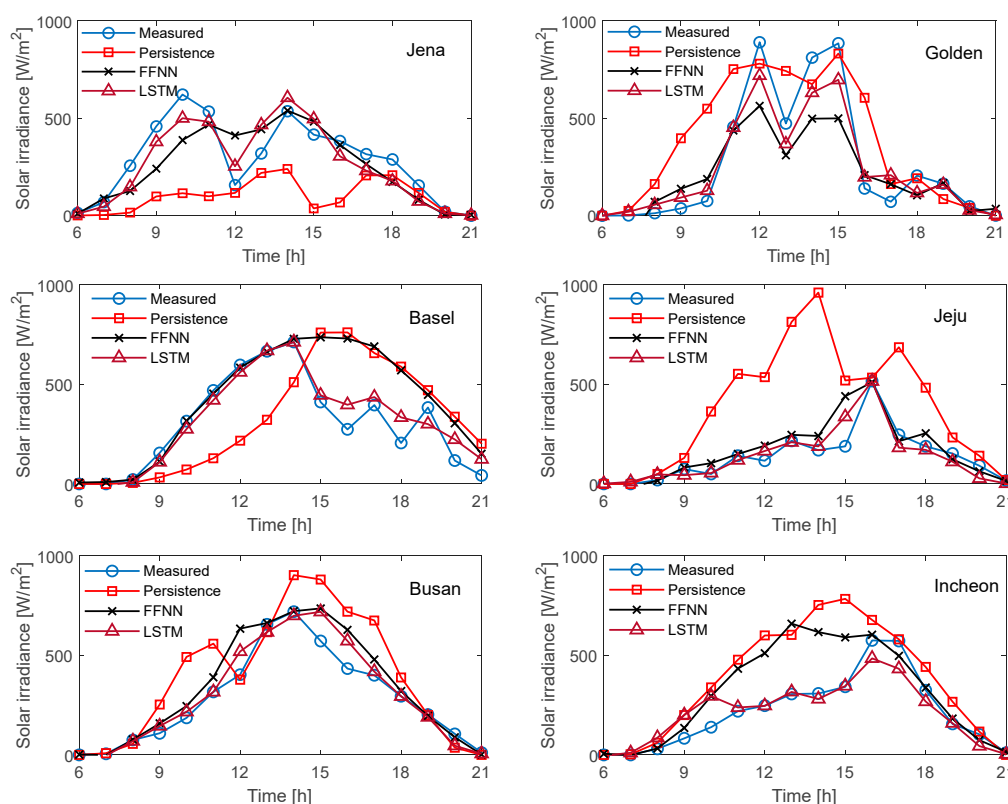 1000
500
0
Solar irradiance [W/m²]
Measured
Persistence
FFNN
LSTM
Jena
6 9 12 15 18 21
Time [h]
1000
500
0
Solar irradiance [W/m²]
Measured
Persistence
FFNN
LSTM
Golden
6 9 12 15 18 21
Time [h]
1000
500
0
Solar irradiance [W/m²]
Measured
Persistence
FFNN
LSTM
Basel
6 9 12 15 18 21
Time [h]
1000
500
0
Solar irradiance [W/m²]
Measured
Persistence
FFNN
LSTM
Jeju
6 9 12 15 18 21
Time [h]
1000
500
0
Solar irradiance [W/m²]
Measured
Persistence
FFNN
LSTM
Busan
6 9 12 15 18 21
Time [h]
1000
500
0
Solar irradiance [W/m²]
Measured
Persistence
FFNN
LSTM
Incheon
6 9 12 15 18 21
Time [h]